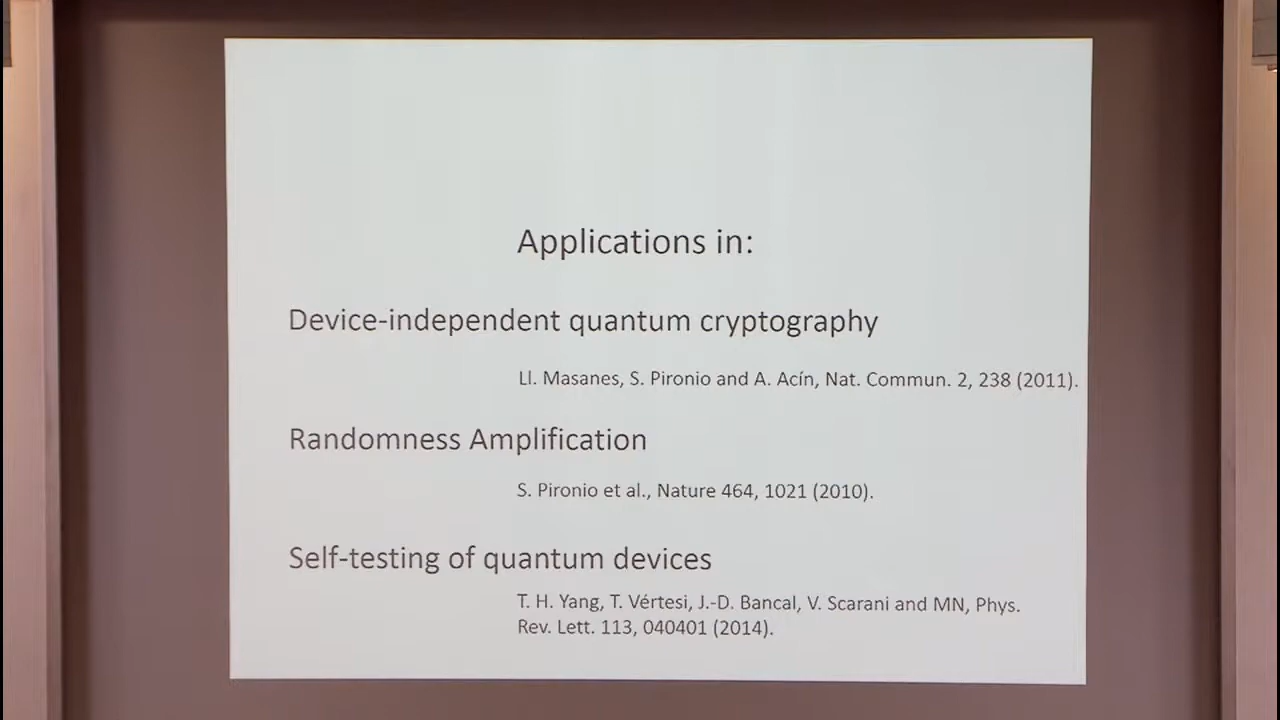 Applications in:
Device-independent quantum cryptography
Ll. Masanes, S. Pironio and A. Acín, Nat. Commun. 2, 238 (2011).
Randomness Amplification
S. Pironio et al., Nature 464, 1021 (2010).
Self-testing of quantum devices
T. H. Yang, T. Vértesi, J.-D. Bancal, V. Scarani and MN, Phys.
Rev. Lett. 113, 040401 (2014).